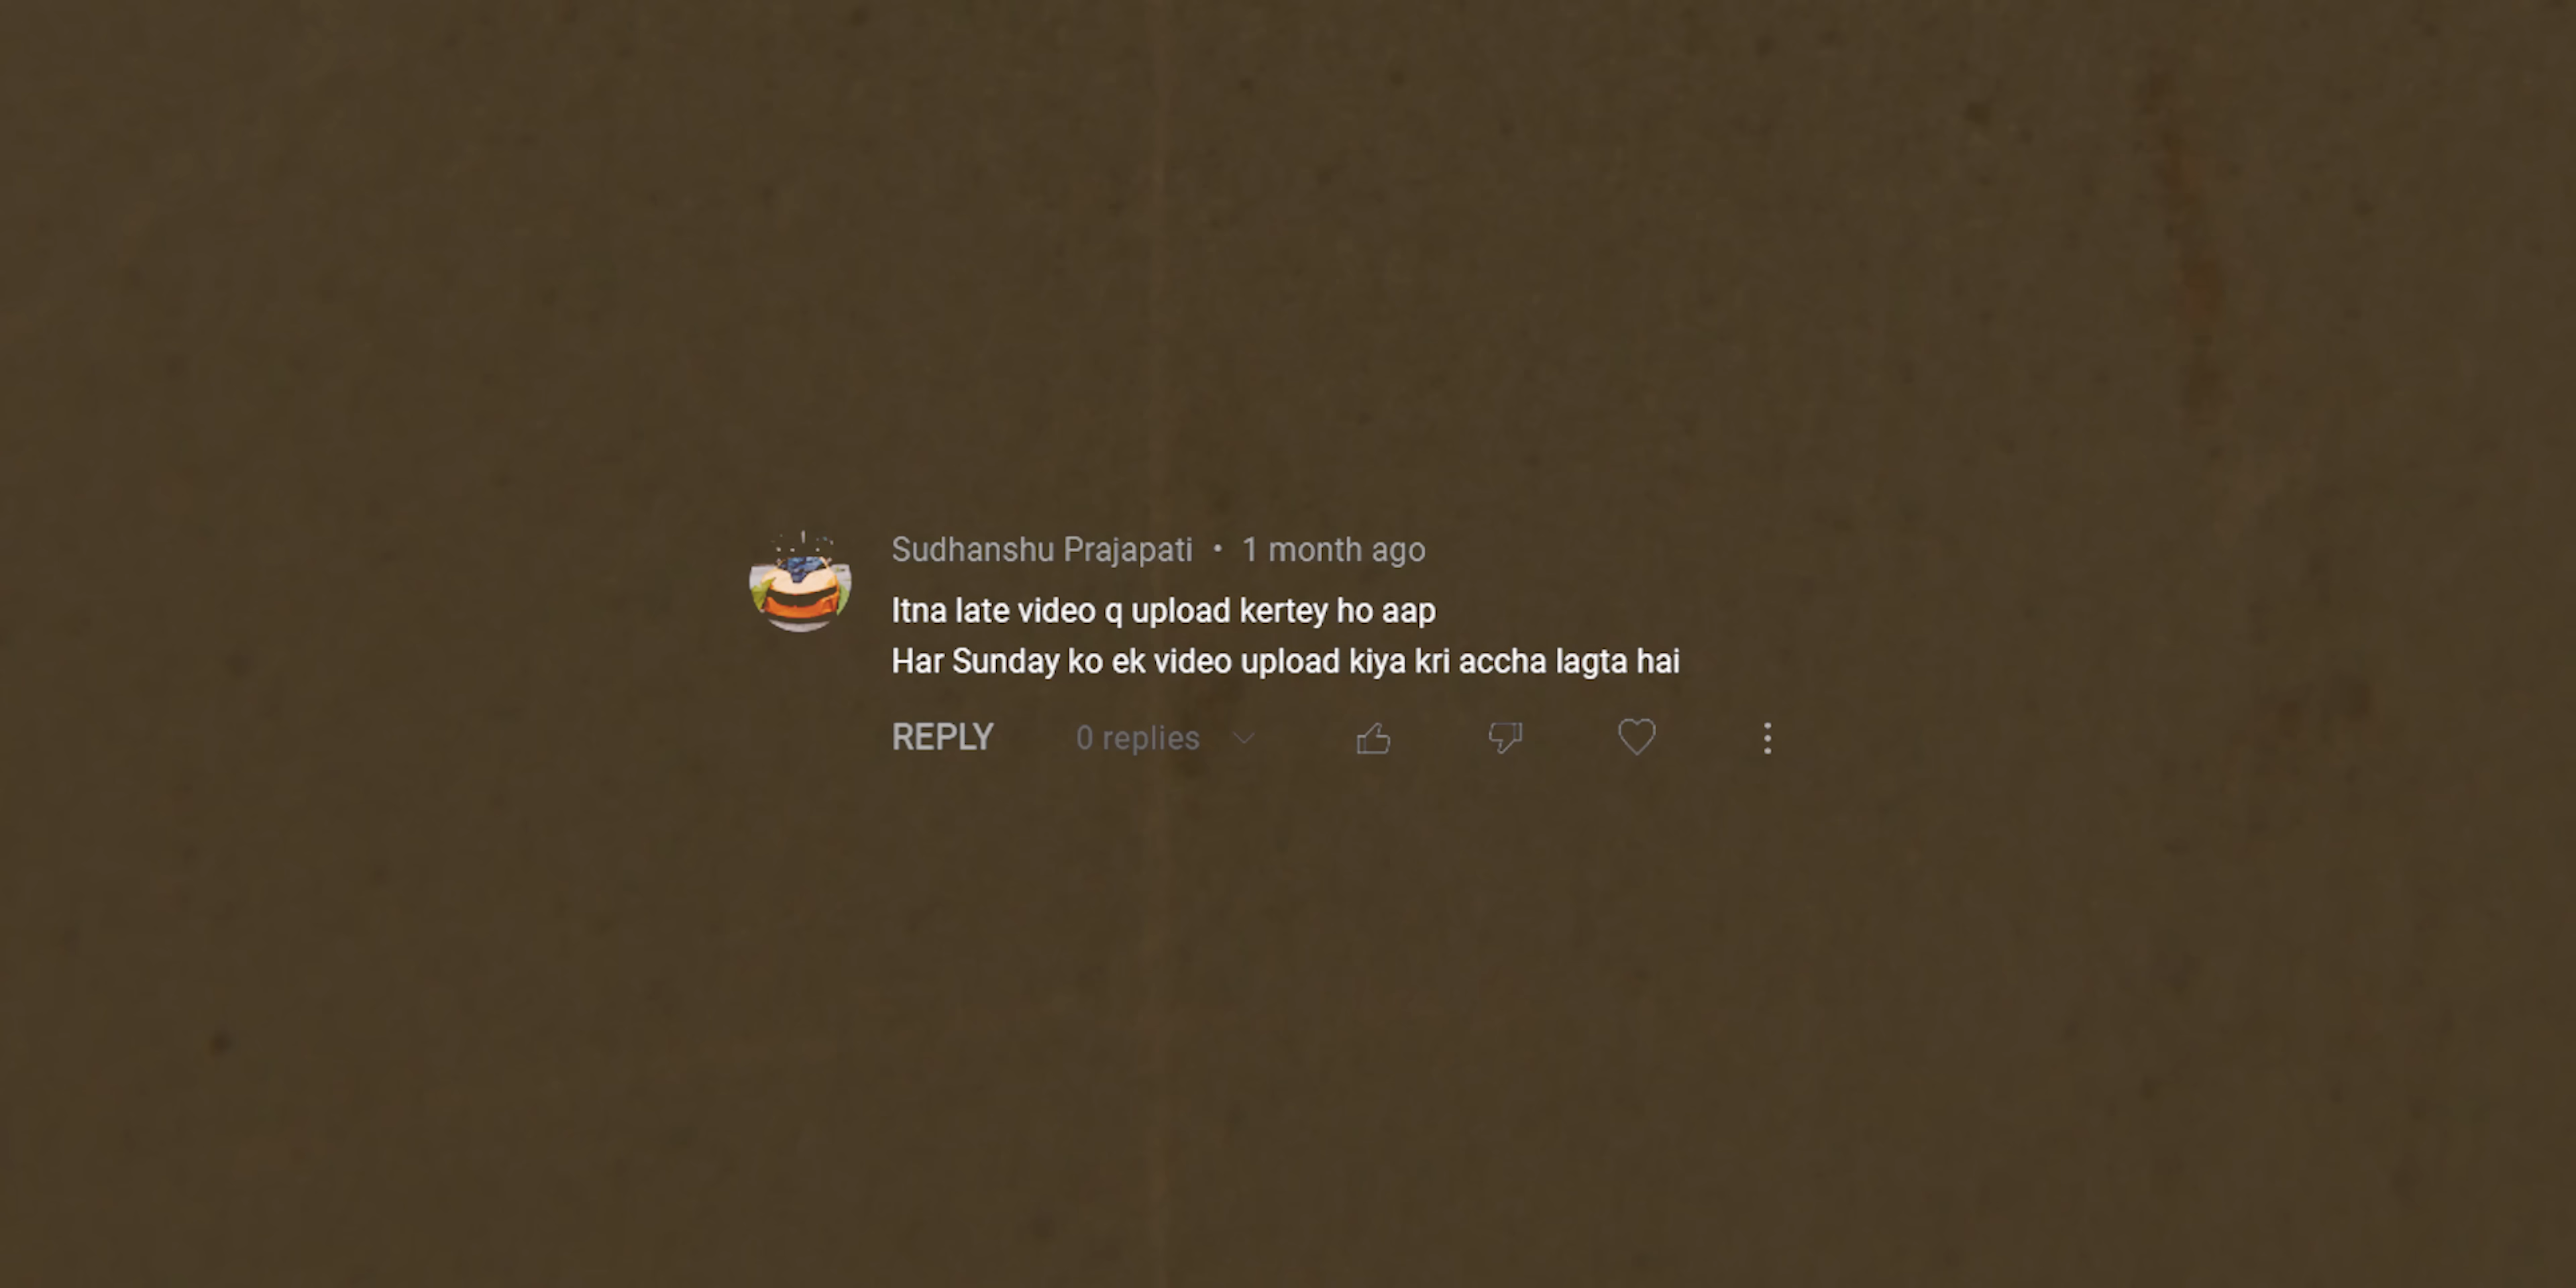 Sudhanshu Prajapati • 1 month ago
Itna late video q upload kertey ho aap
Har Sunday ko ek video upload kiya kri accha lagta hai
REPLY 0 replies